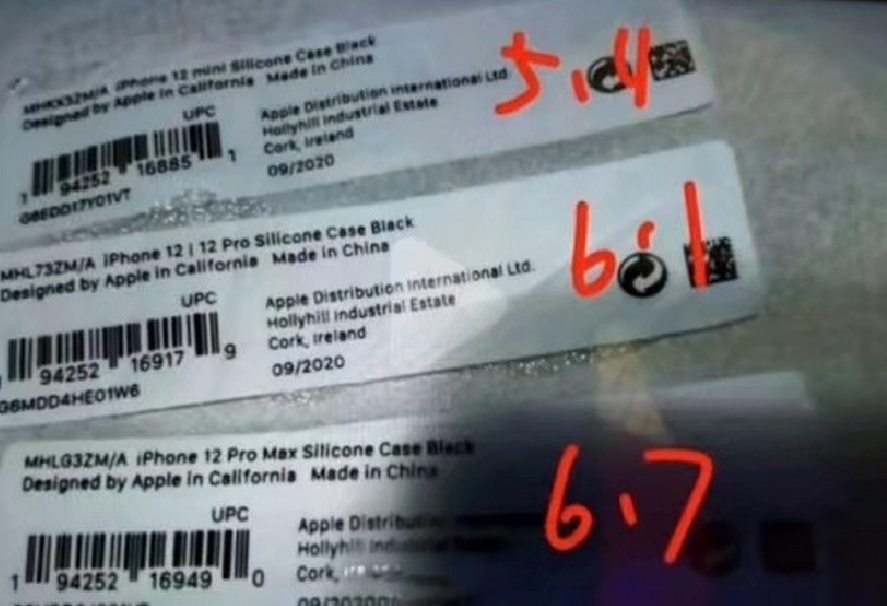 iPhone 12 mini Silicone Case Black
Designed by Apple in California Made in China
UPC
1 94252 16885 1
Apple Distribution International Ltd
Hollyhill Industrial Estate
Cork, Ireland
09/2020
5.4
MHL73ZM/A iPhone 12 | 12 Pro Silicone Case Black
Designed by Apple in California Made in China
UPC
94252 16917 9
G6MDD4HE01W6
Apple Distribution International Ltd.
Hollyhill Industrial Estate
Cork, Ireland
09/2020
6.1
MHLG3ZM/A iPhone 12 Pro Max Silicone Case Black
Designed by Apple in California Made in China
UPC
1 94252 16949 0
Apple
Hollyhill
Cork,
6.7